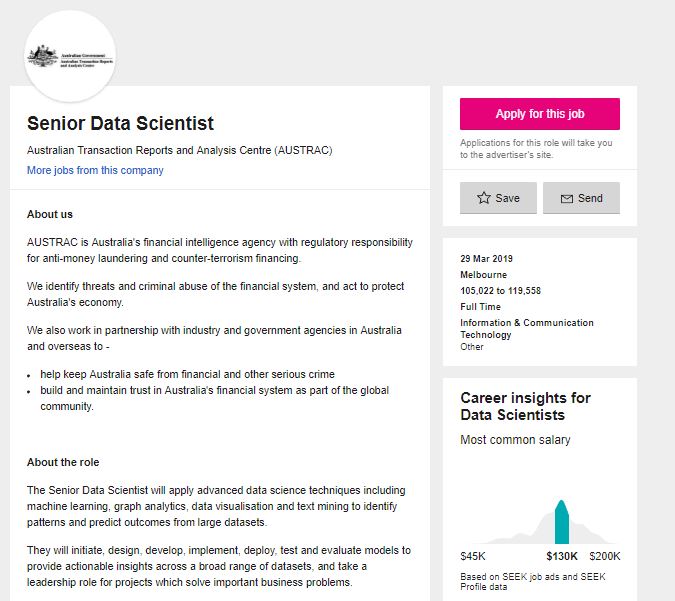 Australian Government
Australian Transaction Reports
and Analysis Centre
Senior Data Scientist
Australian Transaction Reports and Analysis Centre (AUSTRAC)
More jobs from this company
About us
AUSTRAC is Australia's financial intelligence agency with regulatory responsibility
for anti-money laundering and counter-terrorism financing.
We identify threats and criminal abuse of the financial system, and act to protect
Australia's economy.
We also work in partnership with industry and government agencies in Australia
and overseas to -
• help keep Australia safe from financial and other serious crime
• build and maintain trust in Australia's financial system as part of the global
community.
About the role
The Senior Data Scientist will apply advanced data science techniques including
machine learning, graph analytics, data visualisation and text mining to identify
patterns and predict outcomes from large datasets.
They will initiate, design, develop, implement, deploy, test and evaluate models to
provide actionable insights across a broad range of datasets, and take a
leadership role for projects which solve important business problems.
Apply for this job
Applications for this role will take you
to the advertiser's site.
Save
Send
29 Mar 2019
Melbourne
105,022 to 119,558
Full Time
Information & Communication
Technology
Other
Career insights for
Data Scientists
Most common salary
$45K $130K $200K
Based on SEEK job ads and SEEK
Profile data